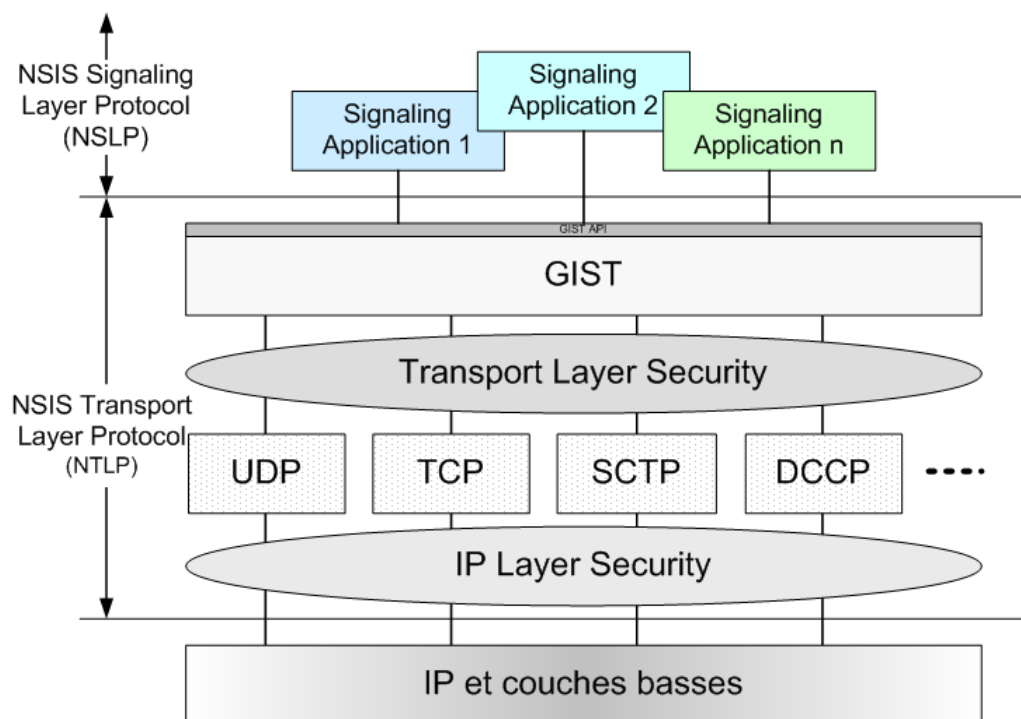 NSIS Signaling
Layer Protocol
(NSLP)
Signaling
Application 1
Signaling
Application 2
Signaling
Application n
GIST API
GIST
Transport Layer Security
NSIS Transport
Layer Protocol
(NTLP)
UDP
TCP
SCTP
DCCP
IP Layer Security
IP et couches basses